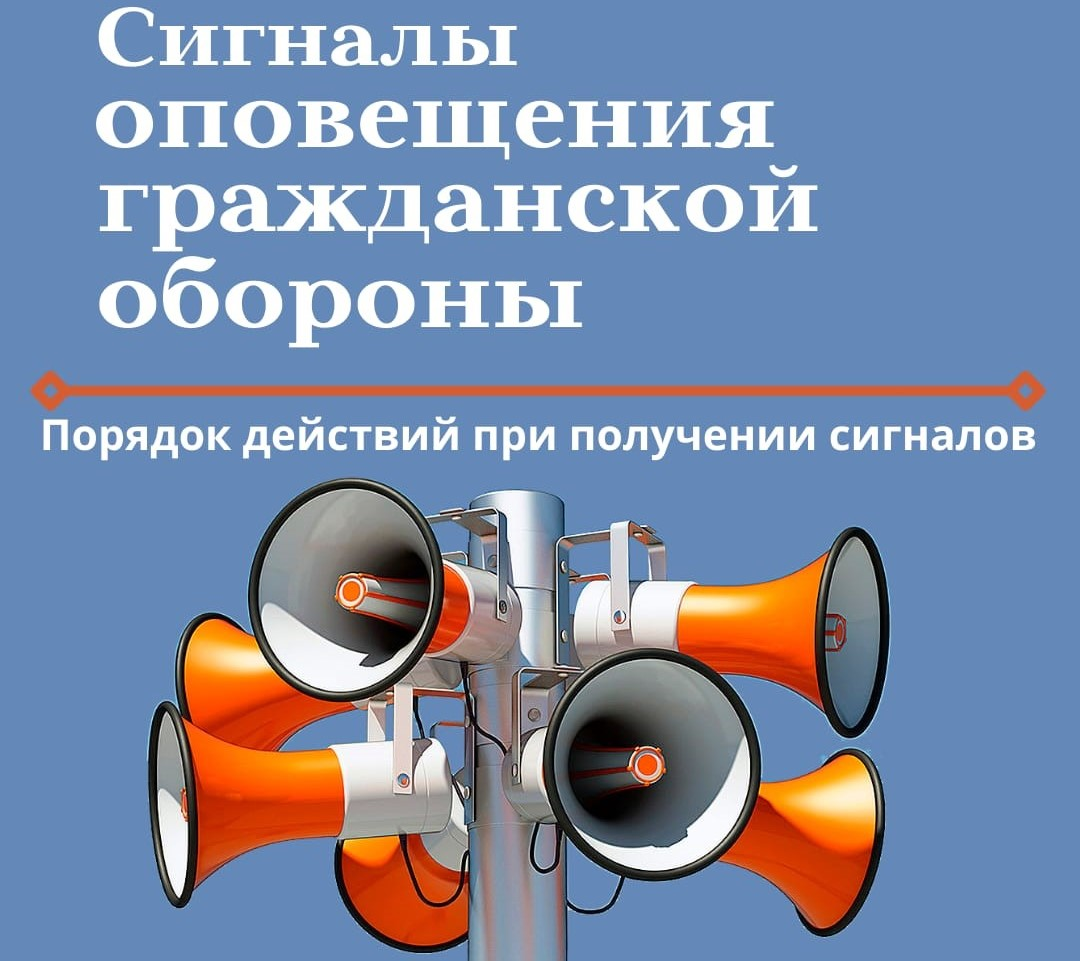 Сигналы
оповещения
гражданской
обороны
Порядок действий при получении сигналов